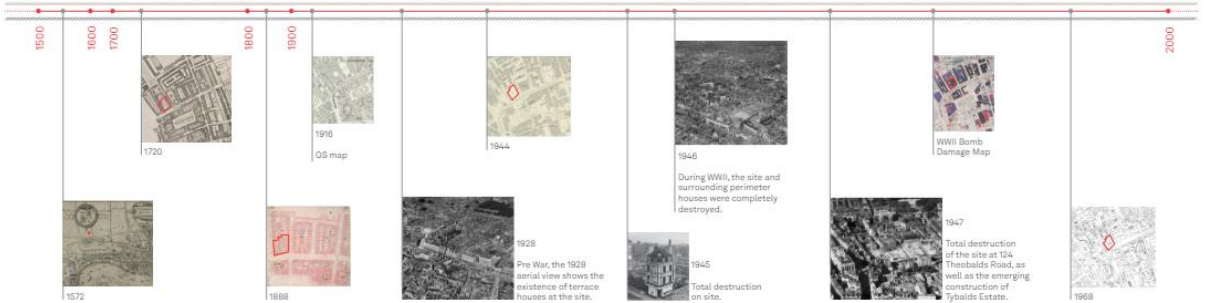 1500
1600
1700
1800
1900
2000
1720
1916
OS map
1944
1946
During WWII, the site and
surrounding perimeter
houses were completely
destroyed.
WWII Bomb
Damage Map
1572
1888
1928
Pre War, the 1928
aerial view shows the
existence of terrace
houses at the site.
1945
Total destruction
on site.
1947
Total destruction
of the site at 124
Theobalds Road, as
well as the emerging
construction of
Tybalds Estate.
1968